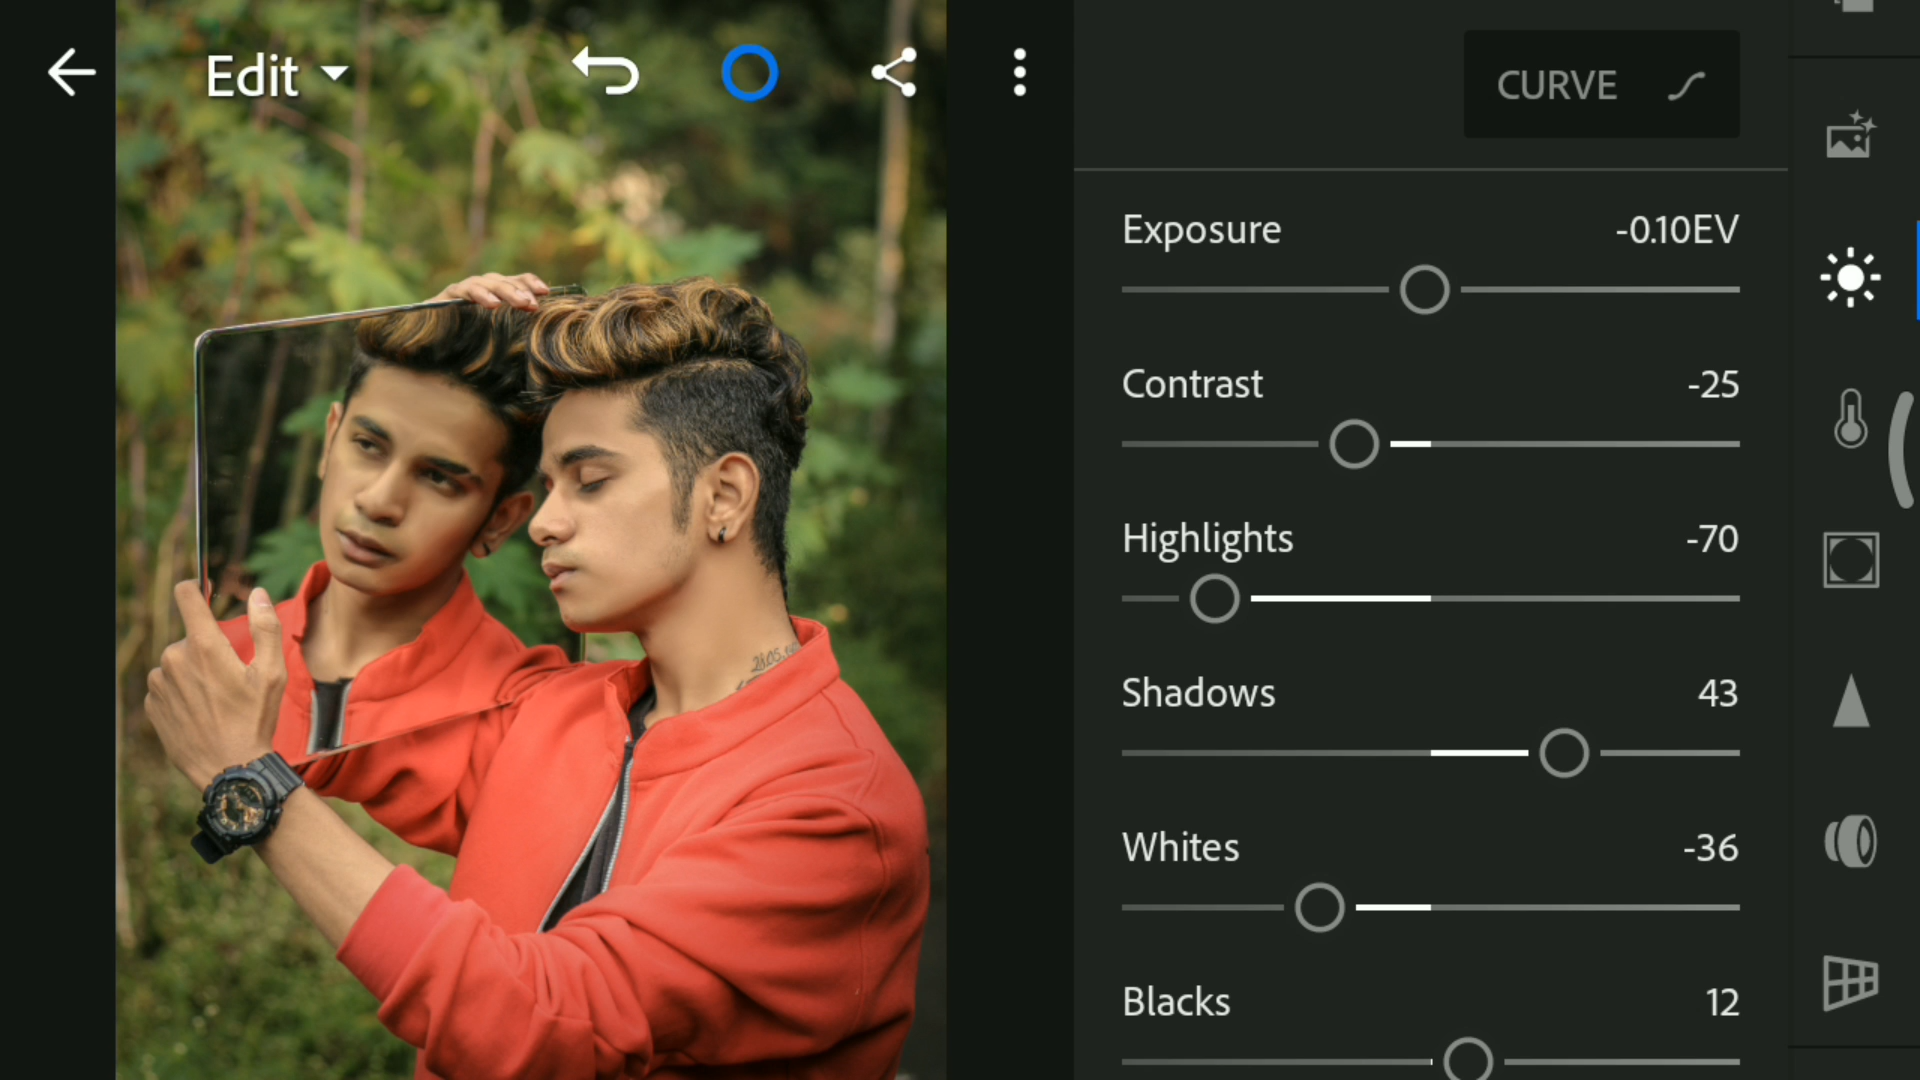 Edit
CURVE
Exposure -0.10EV
Contrast -25
Highlights -70
Shadows 43
Whites -36
Blacks 12